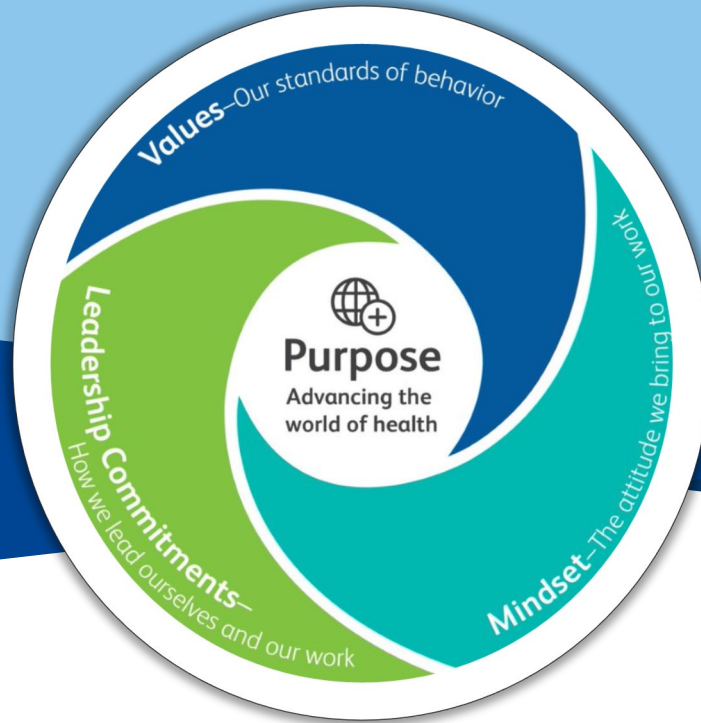 Values–Our standards of behavior
Mindset–The attitude we bring to our work
Leadership Commitments–
How we lead ourselves and our work
Purpose
Advancing the
world of health